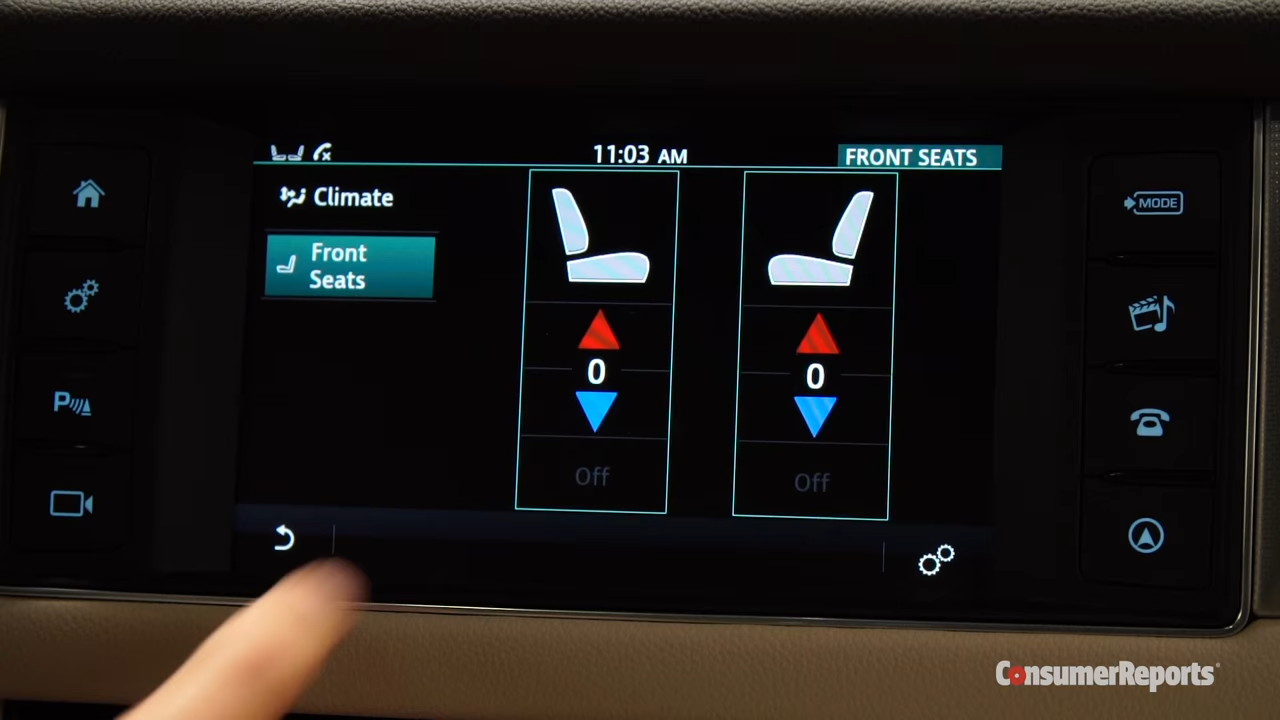 11:03 AM
FRONT SEATS
Climate
Front
Seats
0
0
Off
Off
MODE
P
ConsumerReports